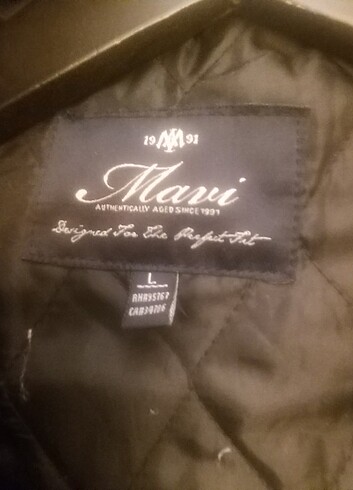 19 M 91
Mavi
AUTHENTICALLY AGED SINCE 1991
Designed For The Perfect Fit
L